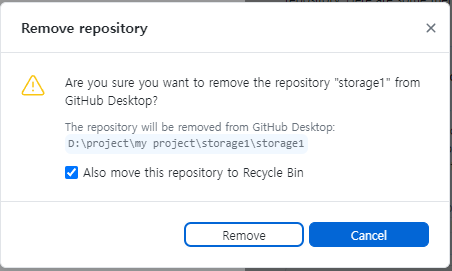 Remove repository
Are you sure you want to remove the repository "storage1" from
GitHub Desktop?
The repository will be removed from GitHub Desktop:
D:\project\my project\storage1\storage1
Also move this repository to Recycle Bin
Remove
Cancel